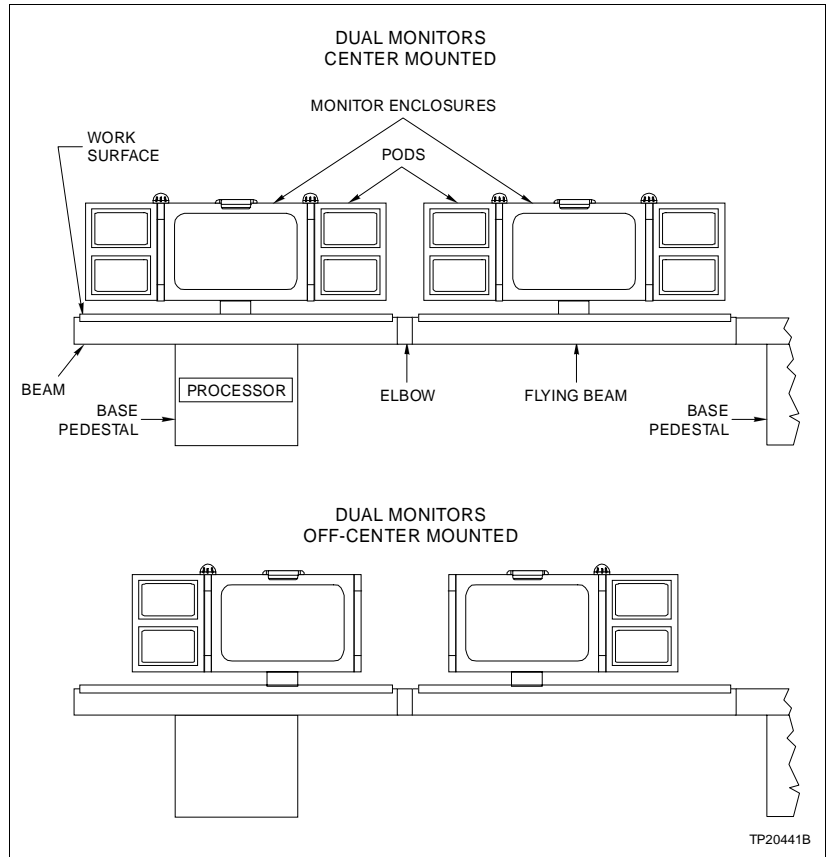 DUAL MONITORS
CENTER MOUNTED
MONITOR ENCLOSURES
WORK
SURFACE
PODS
BEAM
PROCESSOR
BASE
PEDESTAL
ELBOW
FLYING BEAM
BASE
PEDESTAL
DUAL MONITORS
OFF-CENTER MOUNTED
TP20441B